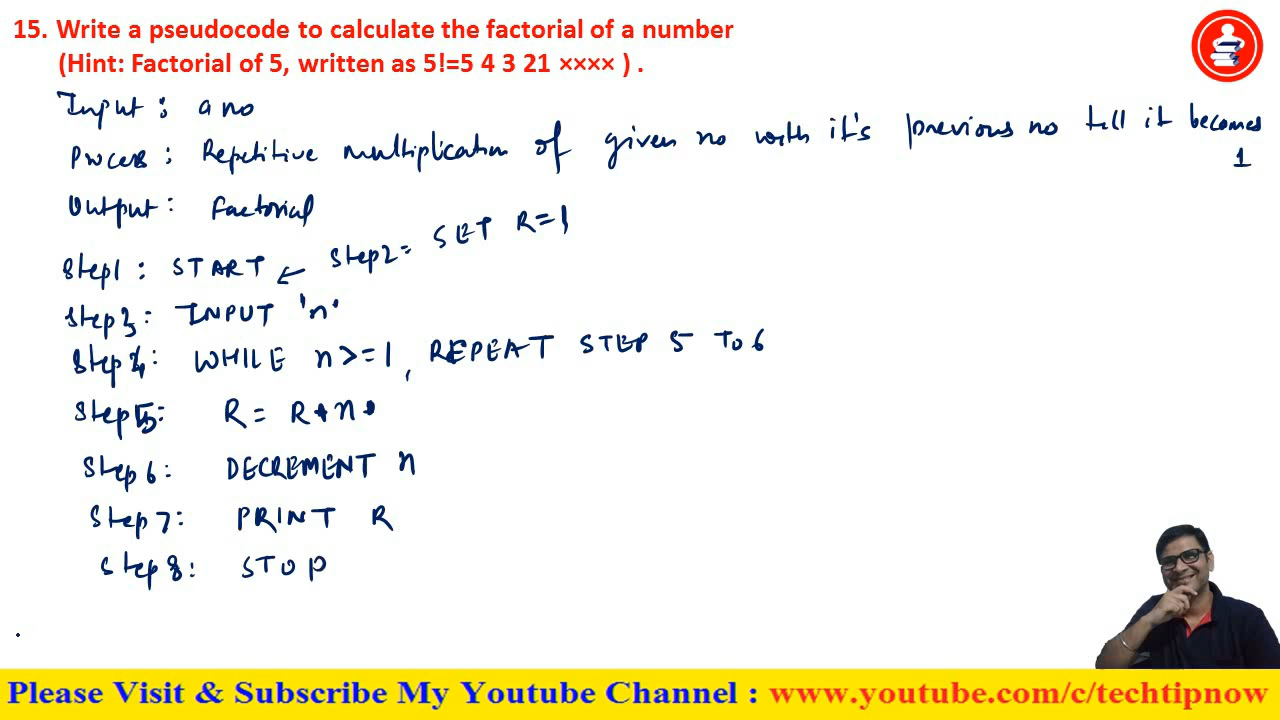 15. Write a pseudocode to calculate the factorial of a number
(Hint: Factorial of 5, written as 5!=5 4 3 21 ×××× ) .
Input : a no
Process : Repetitive multiplication of given no with it's previous no till it becomes
1
Output : Factorial
Step1 : START ← Step2 = SET R=1
Step3: INPUT 'n'
Step4: WHILE n>=1, REPEAT STEP 5 TO 6
Step5: R = R*n
Step6: DECREMENT n
Step7: PRINT R
Step8: STOP
Please Visit & Subscribe My Youtube Channel : www.youtube.com/c/techtipnow